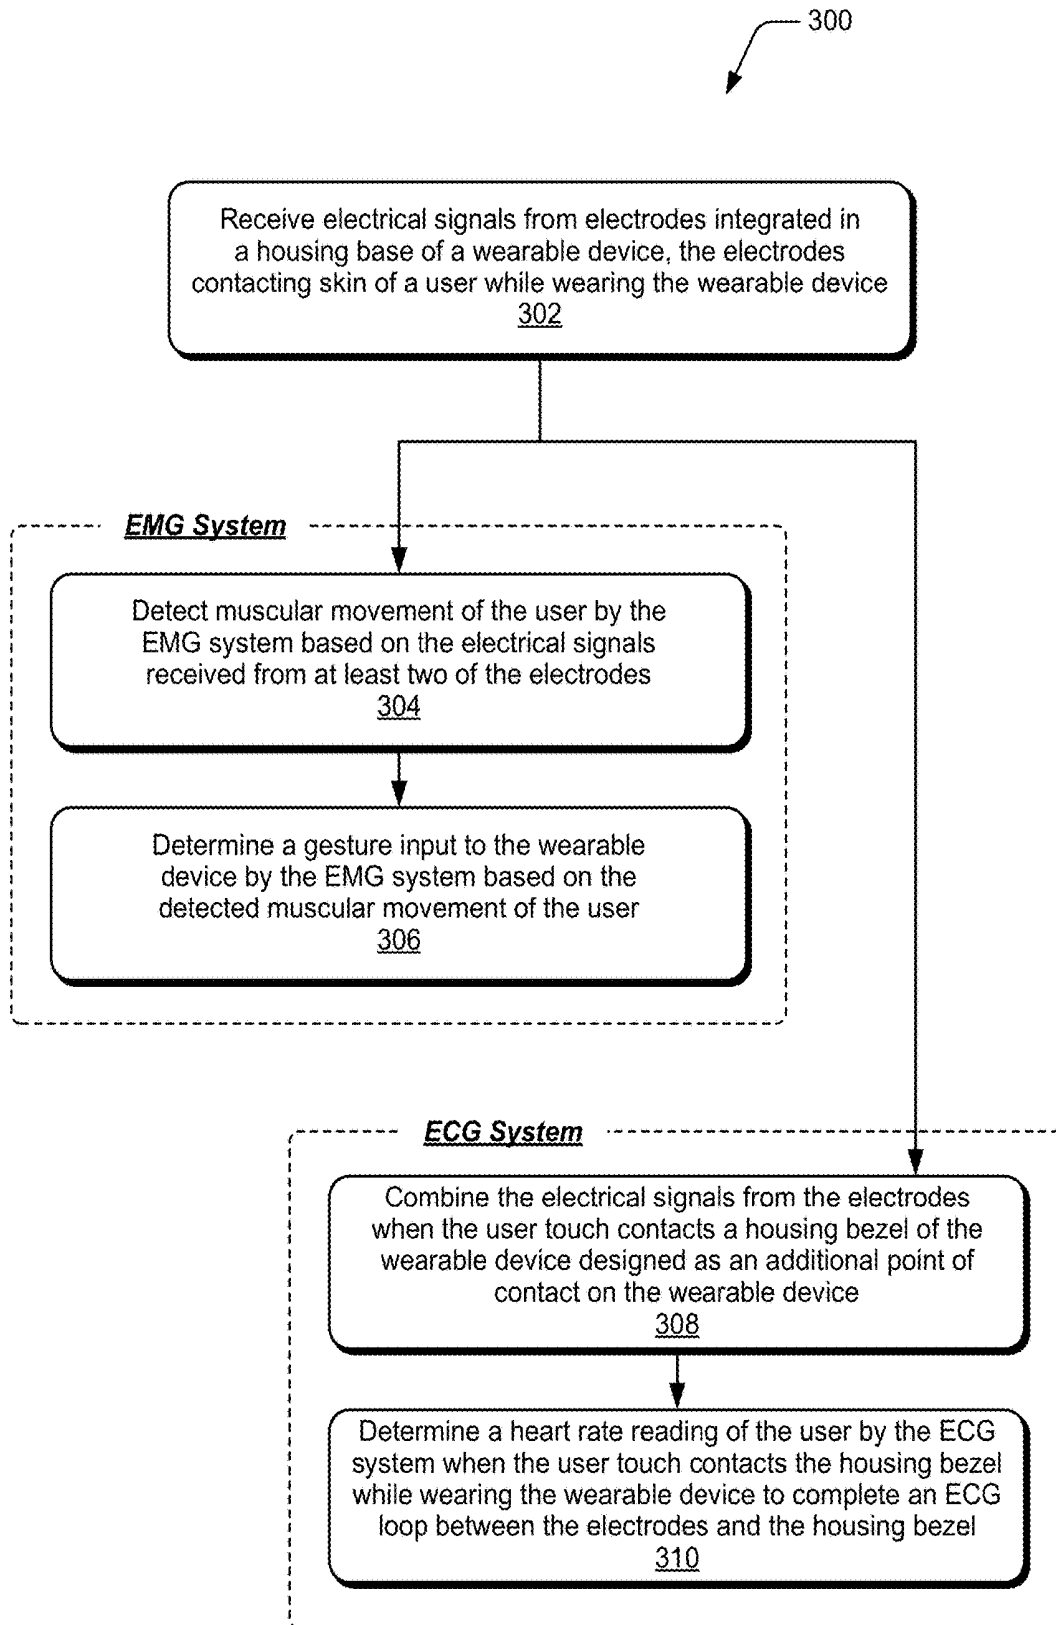 300
Receive electrical signals from electrodes integrated in
a housing base of a wearable device, the electrodes
contacting skin of a user while wearing the wearable device
302
EMG System
Detect muscular movement of the user by the
EMG system based on the electrical signals
received from at least two of the electrodes
304
Determine a gesture input to the wearable
device by the EMG system based on the
detected muscular movement of the user
306
ECG System
Combine the electrical signals from the electrodes
when the user touch contacts a housing bezel of the
wearable device designed as an additional point of
contact on the wearable device
308
Determine a heart rate reading of the user by the ECG
system when the user touch contacts the housing bezel
while wearing the wearable device to complete an ECG
loop between the electrodes and the housing bezel
310